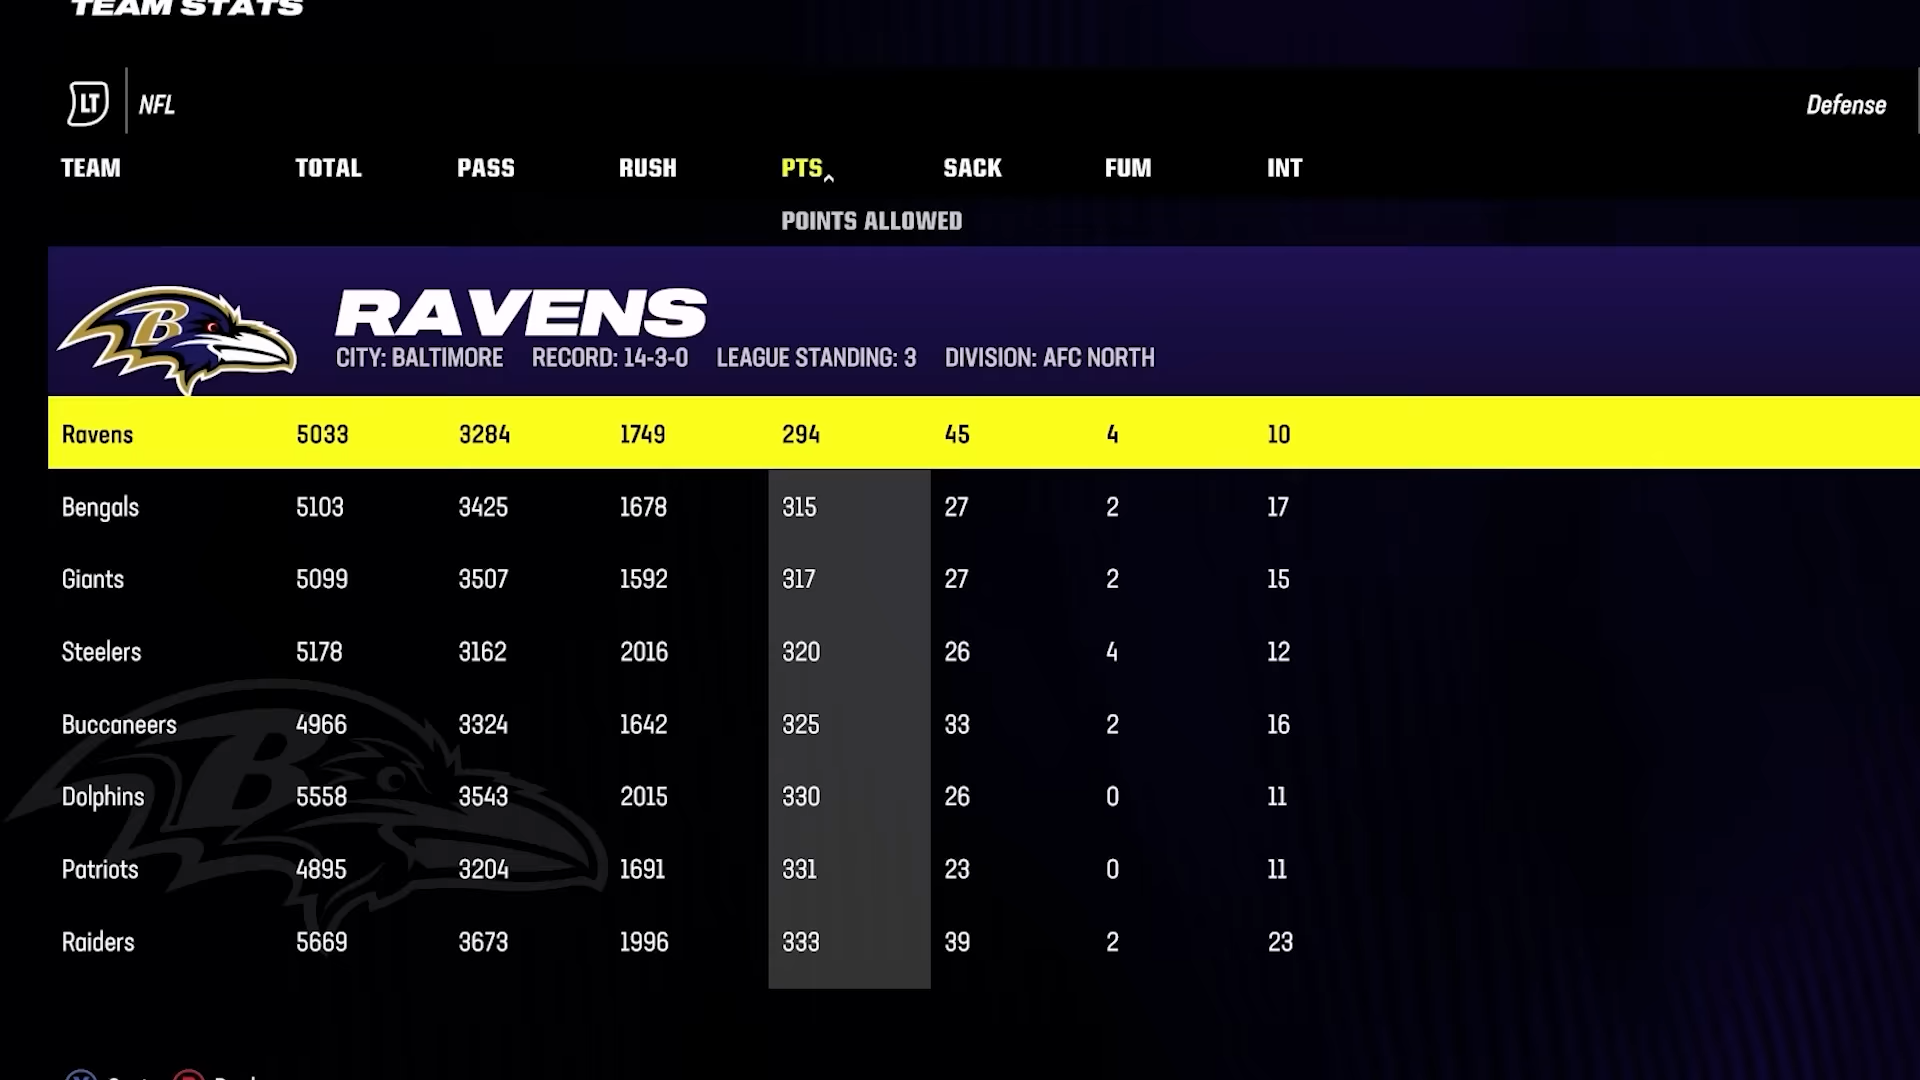 TEAM STATS
LT NFL Defense
TEAM TOTAL PASS RUSH PTS SACK FUM INT
POINTS ALLOWED
B RAVENS
CITY: BALTIMORE RECORD: 14-3-0 LEAGUE STANDING: 3 DIVISION: AFC NORTH
Ravens 5033 3284 1749 294 45 4 10
Bengals 5103 3425 1678 315 27 2 17
Giants 5099 3507 1592 317 27 2 15
Steelers 5178 3162 2016 320 26 4 12
Buccaneers 4966 3324 1642 325 33 2 16
B
Dolphins 5558 3543 2015 330 26 0 11
Patriots 4895 3204 1691 331 23 0 11
Raiders 5669 3673 1996 333 39 2 23